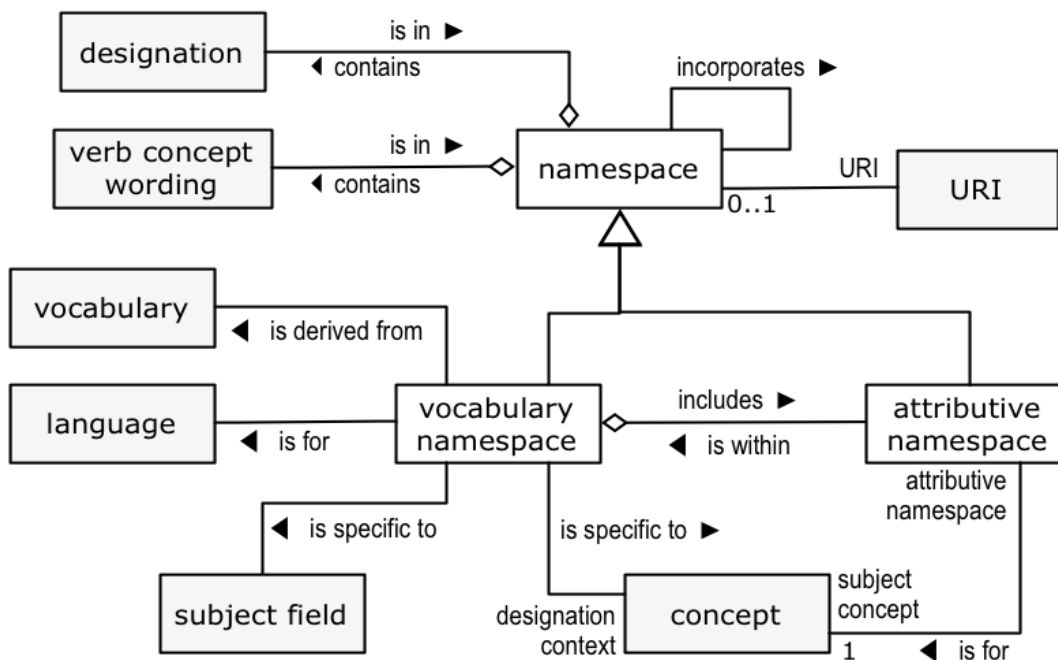 designation
is in ►
◄ contains
incorporates ►
verb concept
wording
is in ►
◄ contains
namespace
URI
0..1
URI
vocabulary
◄ is derived from
language
◄ is for
vocabulary
namespace
includes ►
◄ is within
attributive
namespace
attributive
namespace
◄ is specific to
is specific to ►
subject field
designation
context
concept
subject
concept
1
◄ is for